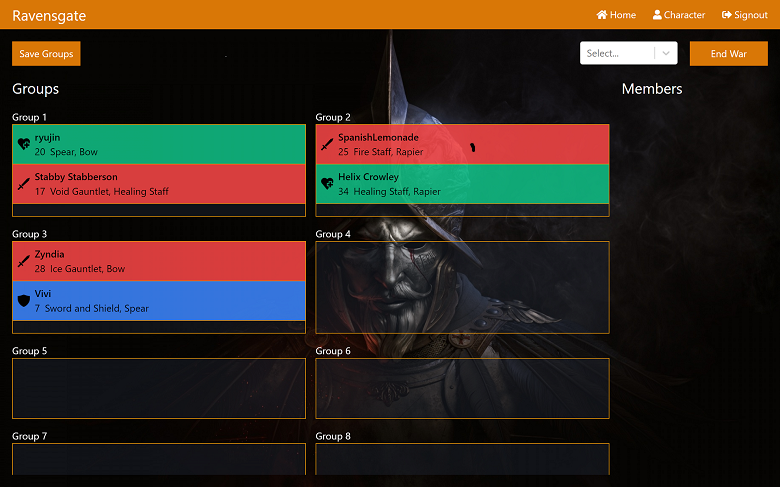 Ravensgate
Home
Character
Signout
Save Groups
Select...
End War
Groups
Members
Group 1
ryujin
20 Spear, Bow
Stabby Stabberson
17 Void Gauntlet, Healing Staff
Group 2
SpanishLemonade
25 Fire Staff, Rapier
Helix Crowley
34 Healing Staff, Rapier
Group 3
Zyndia
28 Ice Gauntlet, Bow
Vivi
7 Sword and Shield, Spear
Group 4
Group 5
Group 6
Group 7
Group 8